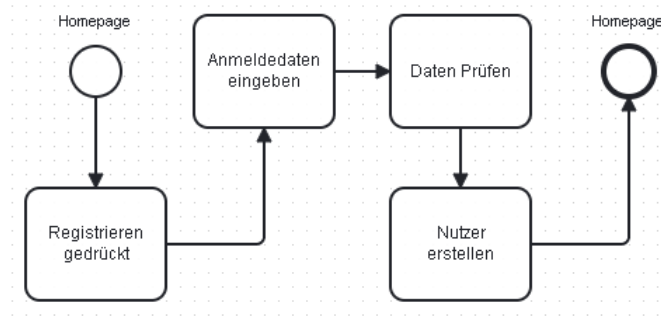 Homepage
Anmeldedaten
eingeben
Daten Prüfen
Homepage
Registrieren
gedrückt
Nutzer
erstellen